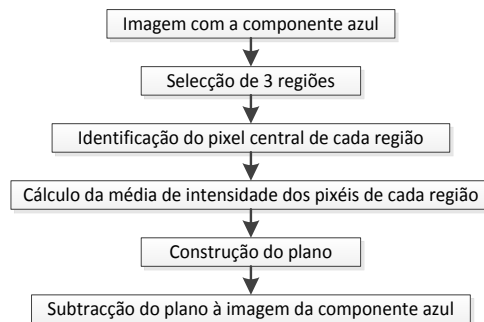 Imagem com a componente azul
Selecção de 3 regiões
Identificação do pixel central de cada região
Cálculo da média de intensidade dos pixéis de cada região
Construção do plano
Subtracção do plano à imagem da componente azul